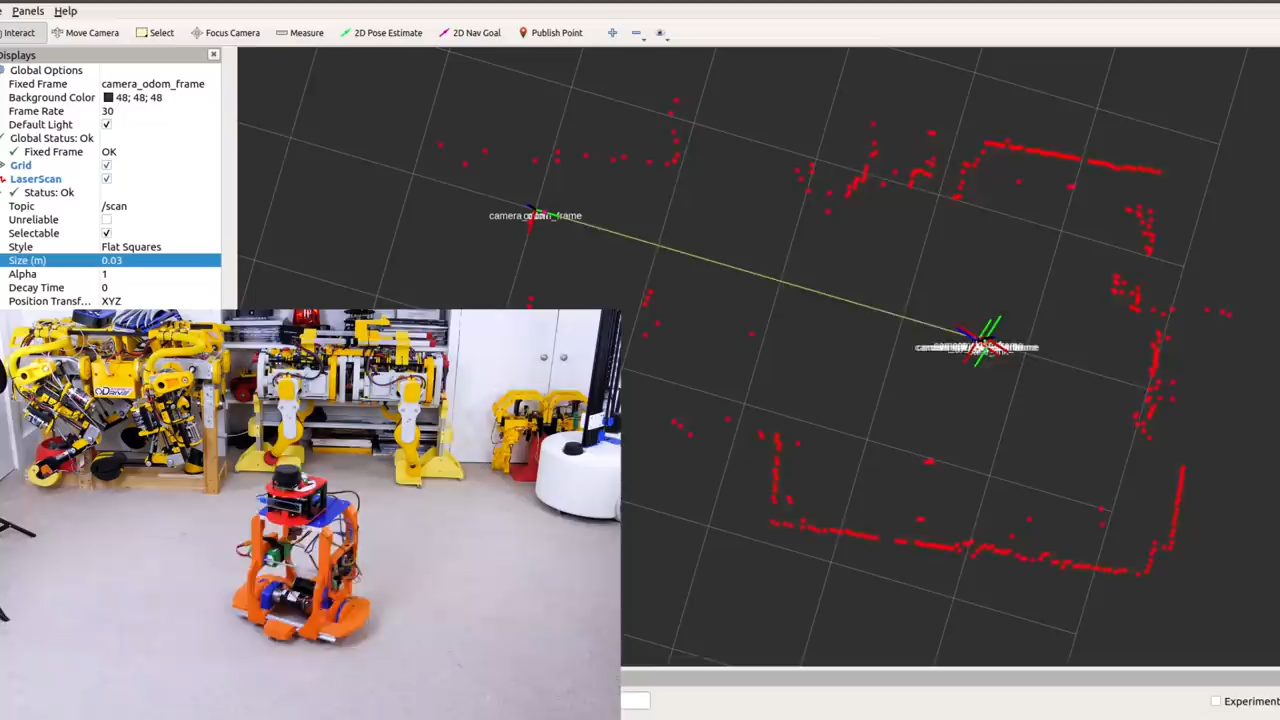 Panels Help
Interact Move Camera Select Focus Camera Measure 2D Pose Estimate 2D Nav Goal Publish Point
Displays
Global Options
Fixed Frame camera_odom_frame
Background Color 48; 48; 48
Frame Rate 30
Default Light
Global Status: Ok
Fixed Frame OK
Grid
LaserScan
Status: Ok
Topic /scan
Unreliable
Selectable
Style Flat Squares
Size (m) 0.03
Alpha 1
Decay Time 0
Position Transf... XYZ
ODrive
Experiment